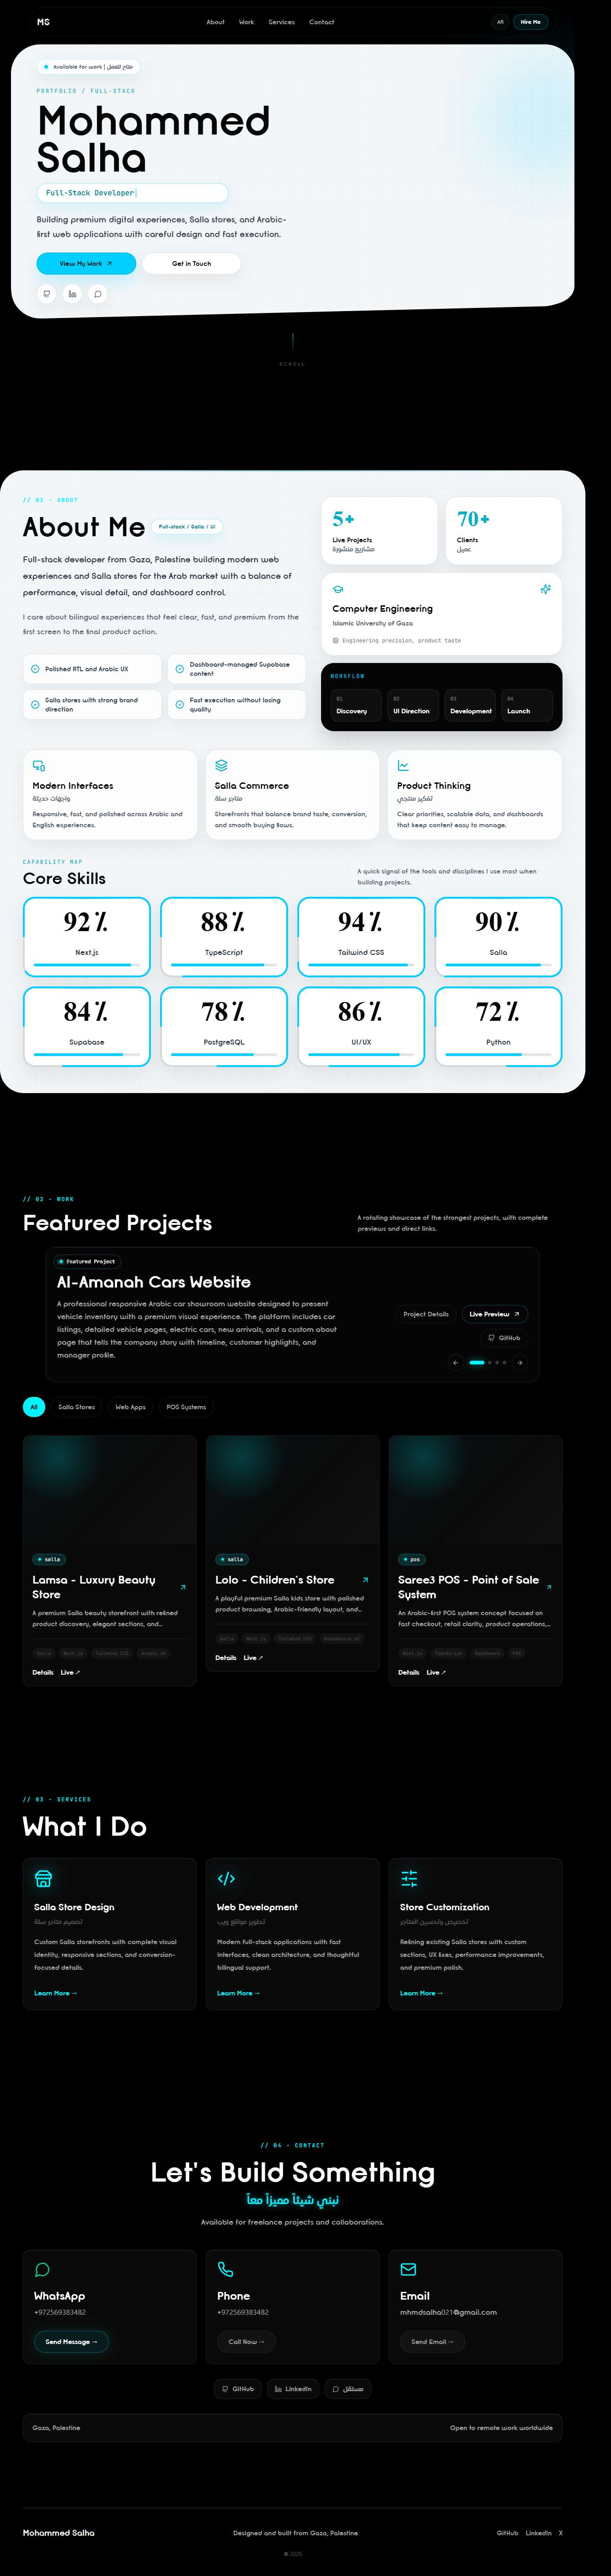 MS
About
Work
Services
Contact
AR
Hire Me
Available for work | متاح للعمل
PORTFOLIO / FULL-STACK
Mohammed
Salha
Full-Stack Developer
Building premium digital experiences, Salla stores, and Arabic-
first web applications with careful design and fast execution.
View My Work
Get in Touch
SCROLL
// 01 - ABOUT
About Me
Full-stack / Salla / UI
Full-stack developer from Gaza, Palestine building modern web
experiences and Salla stores for the Arab market with a balance of
performance, visual detail, and dashboard control.
I care about bilingual experiences that feel clear, fast, and premium from the
first screen to the final product action.
Polished RTL and Arabic UX
Dashboard-managed Supabase
content
Salla stores with strong brand
direction
Fast execution without losing
quality
5+
Live Projects
مشاريع منشورة
70+
Clients
عميل
Computer Engineering
Islamic University of Gaza
Engineering precision, product taste
WORKFLOW
01
Discovery
02
UI Direction
03
Development
04
Launch
Modern Interfaces
واجهات حديثة
Responsive, fast, and polished across Arabic and
English experiences.
Salla Commerce
متاجر سلة
Storefronts that balance brand taste, conversion,
and smooth buying flows.
Product Thinking
تفكير منتجي
Clear priorities, scalable data, and dashboards
that keep content easy to manage.
CAPABILITY MAP
Core Skills
A quick signal of the tools and disciplines I use most when
building projects.
92٪
Next.js
88٪
TypeScript
94٪
Tailwind CSS
90٪
Salla
84٪
Supabase
78٪
PostgreSQL
86٪
UI/UX
72٪
Python
// 02 - WORK
Featured Projects
A rotating showcase of the strongest projects, with complete
previews and direct links.
Featured Project
Al-Amanah Cars Website
A professional responsive Arabic car showroom website designed to present
vehicle inventory with a premium visual experience. The platform includes car
listings, detailed vehicle pages, electric cars, new arrivals, and a custom about
page that tells the company story with timeline, customer highlights, and
manager profile.
Project Details
Live Preview
GitHub
All
Salla Stores
Web Apps
POS Systems
salla
Lamsa - Luxury Beauty
Store
A premium Salla beauty storefront with refined
product discovery, elegant sections, and…
Salla
Next.js
Tailwind CSS
Arabic UX
Details
Live ↗
salla
Lolo - Children's Store
A playful premium Salla kids store with polished
product browsing, Arabic-friendly layout, and…
Salla
Next.js
Tailwind CSS
Responsive UI
Details
Live ↗
pos
Saree3 POS - Point of Sale
System
An Arabic-first POS system concept focused on
fast checkout, retail clarity, product operations,…
Next.js
TypeScript
Dashboard
POS
Details
Live ↗
// 03 - SERVICES
What I Do
Salla Store Design
تصميم متاجر سلة
Custom Salla storefronts with complete visual
identity, responsive sections, and conversion-
focused details.
Learn More →
Web Development
تطوير مواقع ويب
Modern full-stack applications with fast
interfaces, clean architecture, and thoughtful
bilingual support.
Learn More →
Store Customization
تخصيص وتحسين المتاجر
Refining existing Salla stores with custom
sections, UX fixes, performance improvements,
and premium polish.
Learn More →
// 04 - CONTACT
Let's Build Something
نبني شيئاً مميزاً معاً
Available for freelance projects and collaborations.
WhatsApp
+972569383482
Send Message →
Phone
+972569383482
Call Now →
Email
mhmdsalha021@gmail.com
Send Email →
GitHub
LinkedIn
مستقل
Gaza, Palestine
Open to remote work worldwide
Mohammed Salha
Designed and built from Gaza, Palestine
GitHub
LinkedIn
X
© 2026